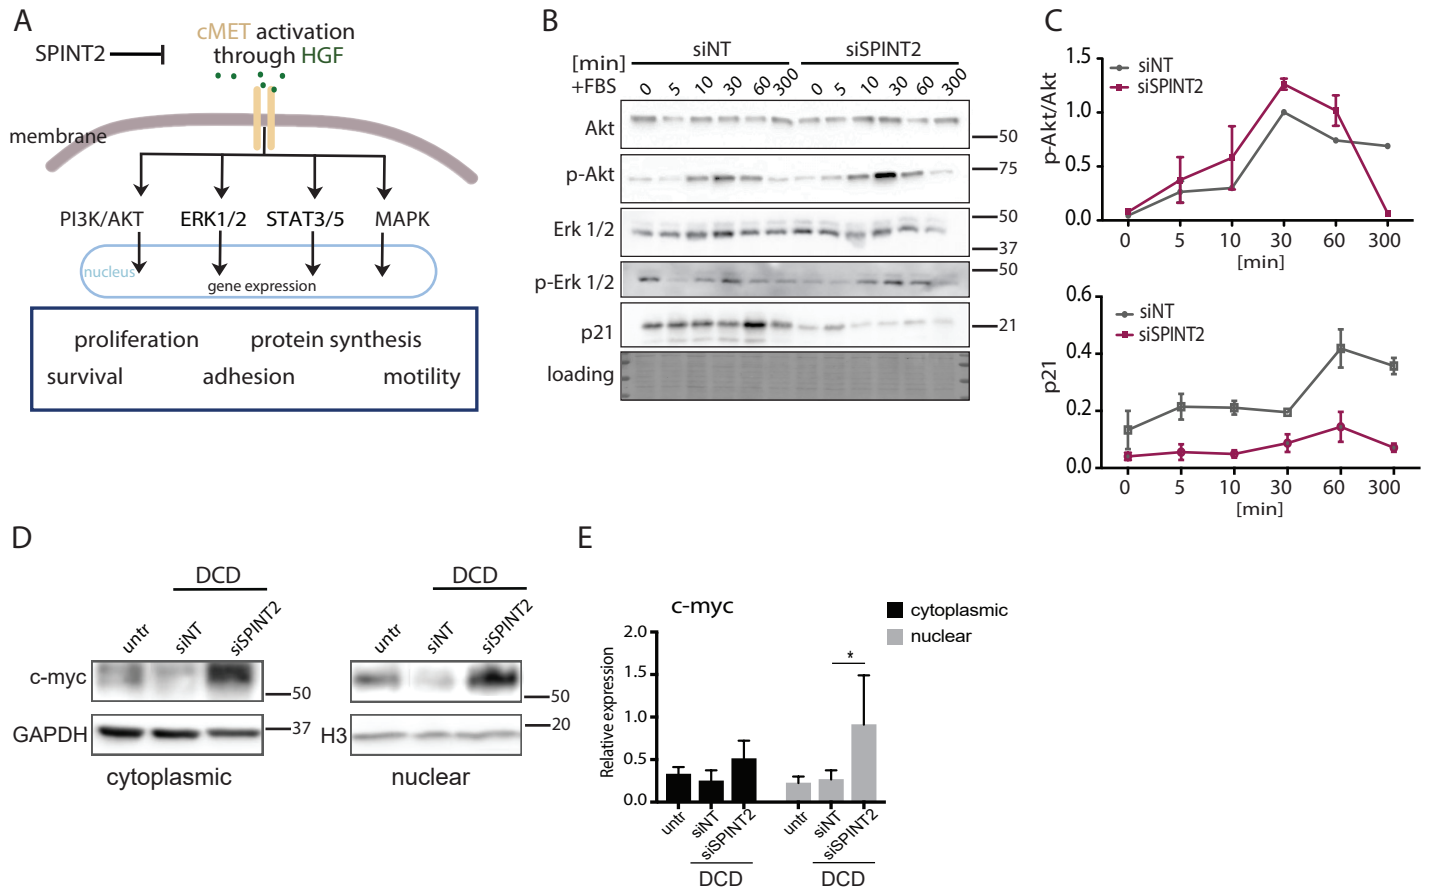 A
SPINT2
cMET activation
through HGF
membrane
PI3K/AKT
ERK1/2
STAT3/5
MAPK
nucleus
gene expression
proliferation
protein synthesis
survival
adhesion
motility
B
siNT
siSPINT2
[min]
+FBS
0 5 10 30 60 300 0 5 10 30 60 300
Akt
50
p-Akt
75
Erk 1/2
50
37
p-Erk 1/2
50
p21
21
loading
C
siNT
siSPINT2
p-Akt/Akt
1.5
1.0
0.5
0.0
0 5 10 30 60 300
[min]
siNT
siSPINT2
p21
0.6
0.4
0.2
0.0
0 5 10 30 60 300
[min]
D
DCD
untr siNT siSPINT2
c-myc
50
GAPDH
37
cytoplasmic
DCD
untr siNT siSPINT2
50
H3
20
nuclear
E
c-myc
cytoplasmic
nuclear
Relative expression
2.0
1.5
1.0
0.5
0.0
*
untr siNT siSPINT2 untr siNT siSPINT2
DCD DCD